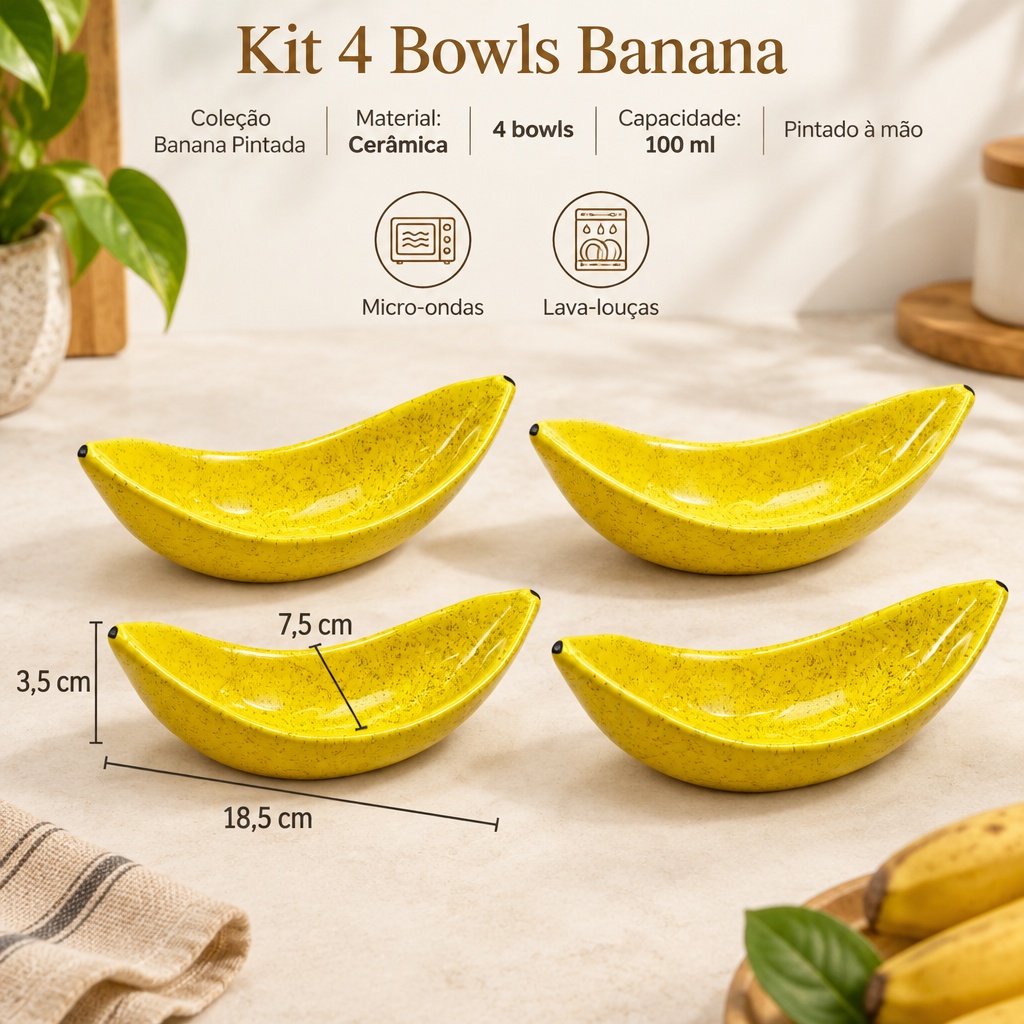 Kit 4 Bowls Banana
Coleção
Banana Pintada
Material:
Cerâmica
4 bowls
Capacidade:
100 ml
Pintado à mão
Micro-ondas
Lava-louças
7,5 cm
3,5 cm
18,5 cm